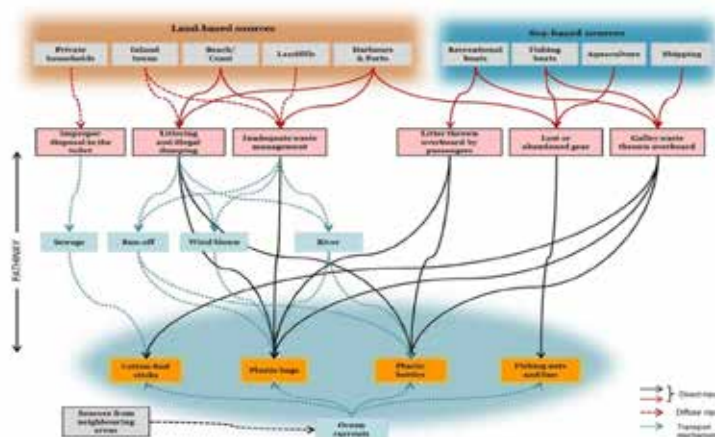 Land-based sources
Sea-based sources
Private
households
Inland
towns
Beach/
Coast
Landfills
Harbours
& Ports
Recreational
boats
Fishing
boats
Aquaculture
Shipping
Improper
disposal in the
toilet
Littering
and illegal
dumping
Inadequate waste
management
Litter thrown
overboard by
passengers
Lost or
abandoned gear
Galley waste
thrown overboard
PATHWAY
Sewage
Run-off
Wind blown
River
Cotton bud
sticks
Plastic bags
Plastic
bottles
Fishing nets
and line
Sources from
neighbouring
areas
Ocean
currents
Direct
Diffuse
Transport